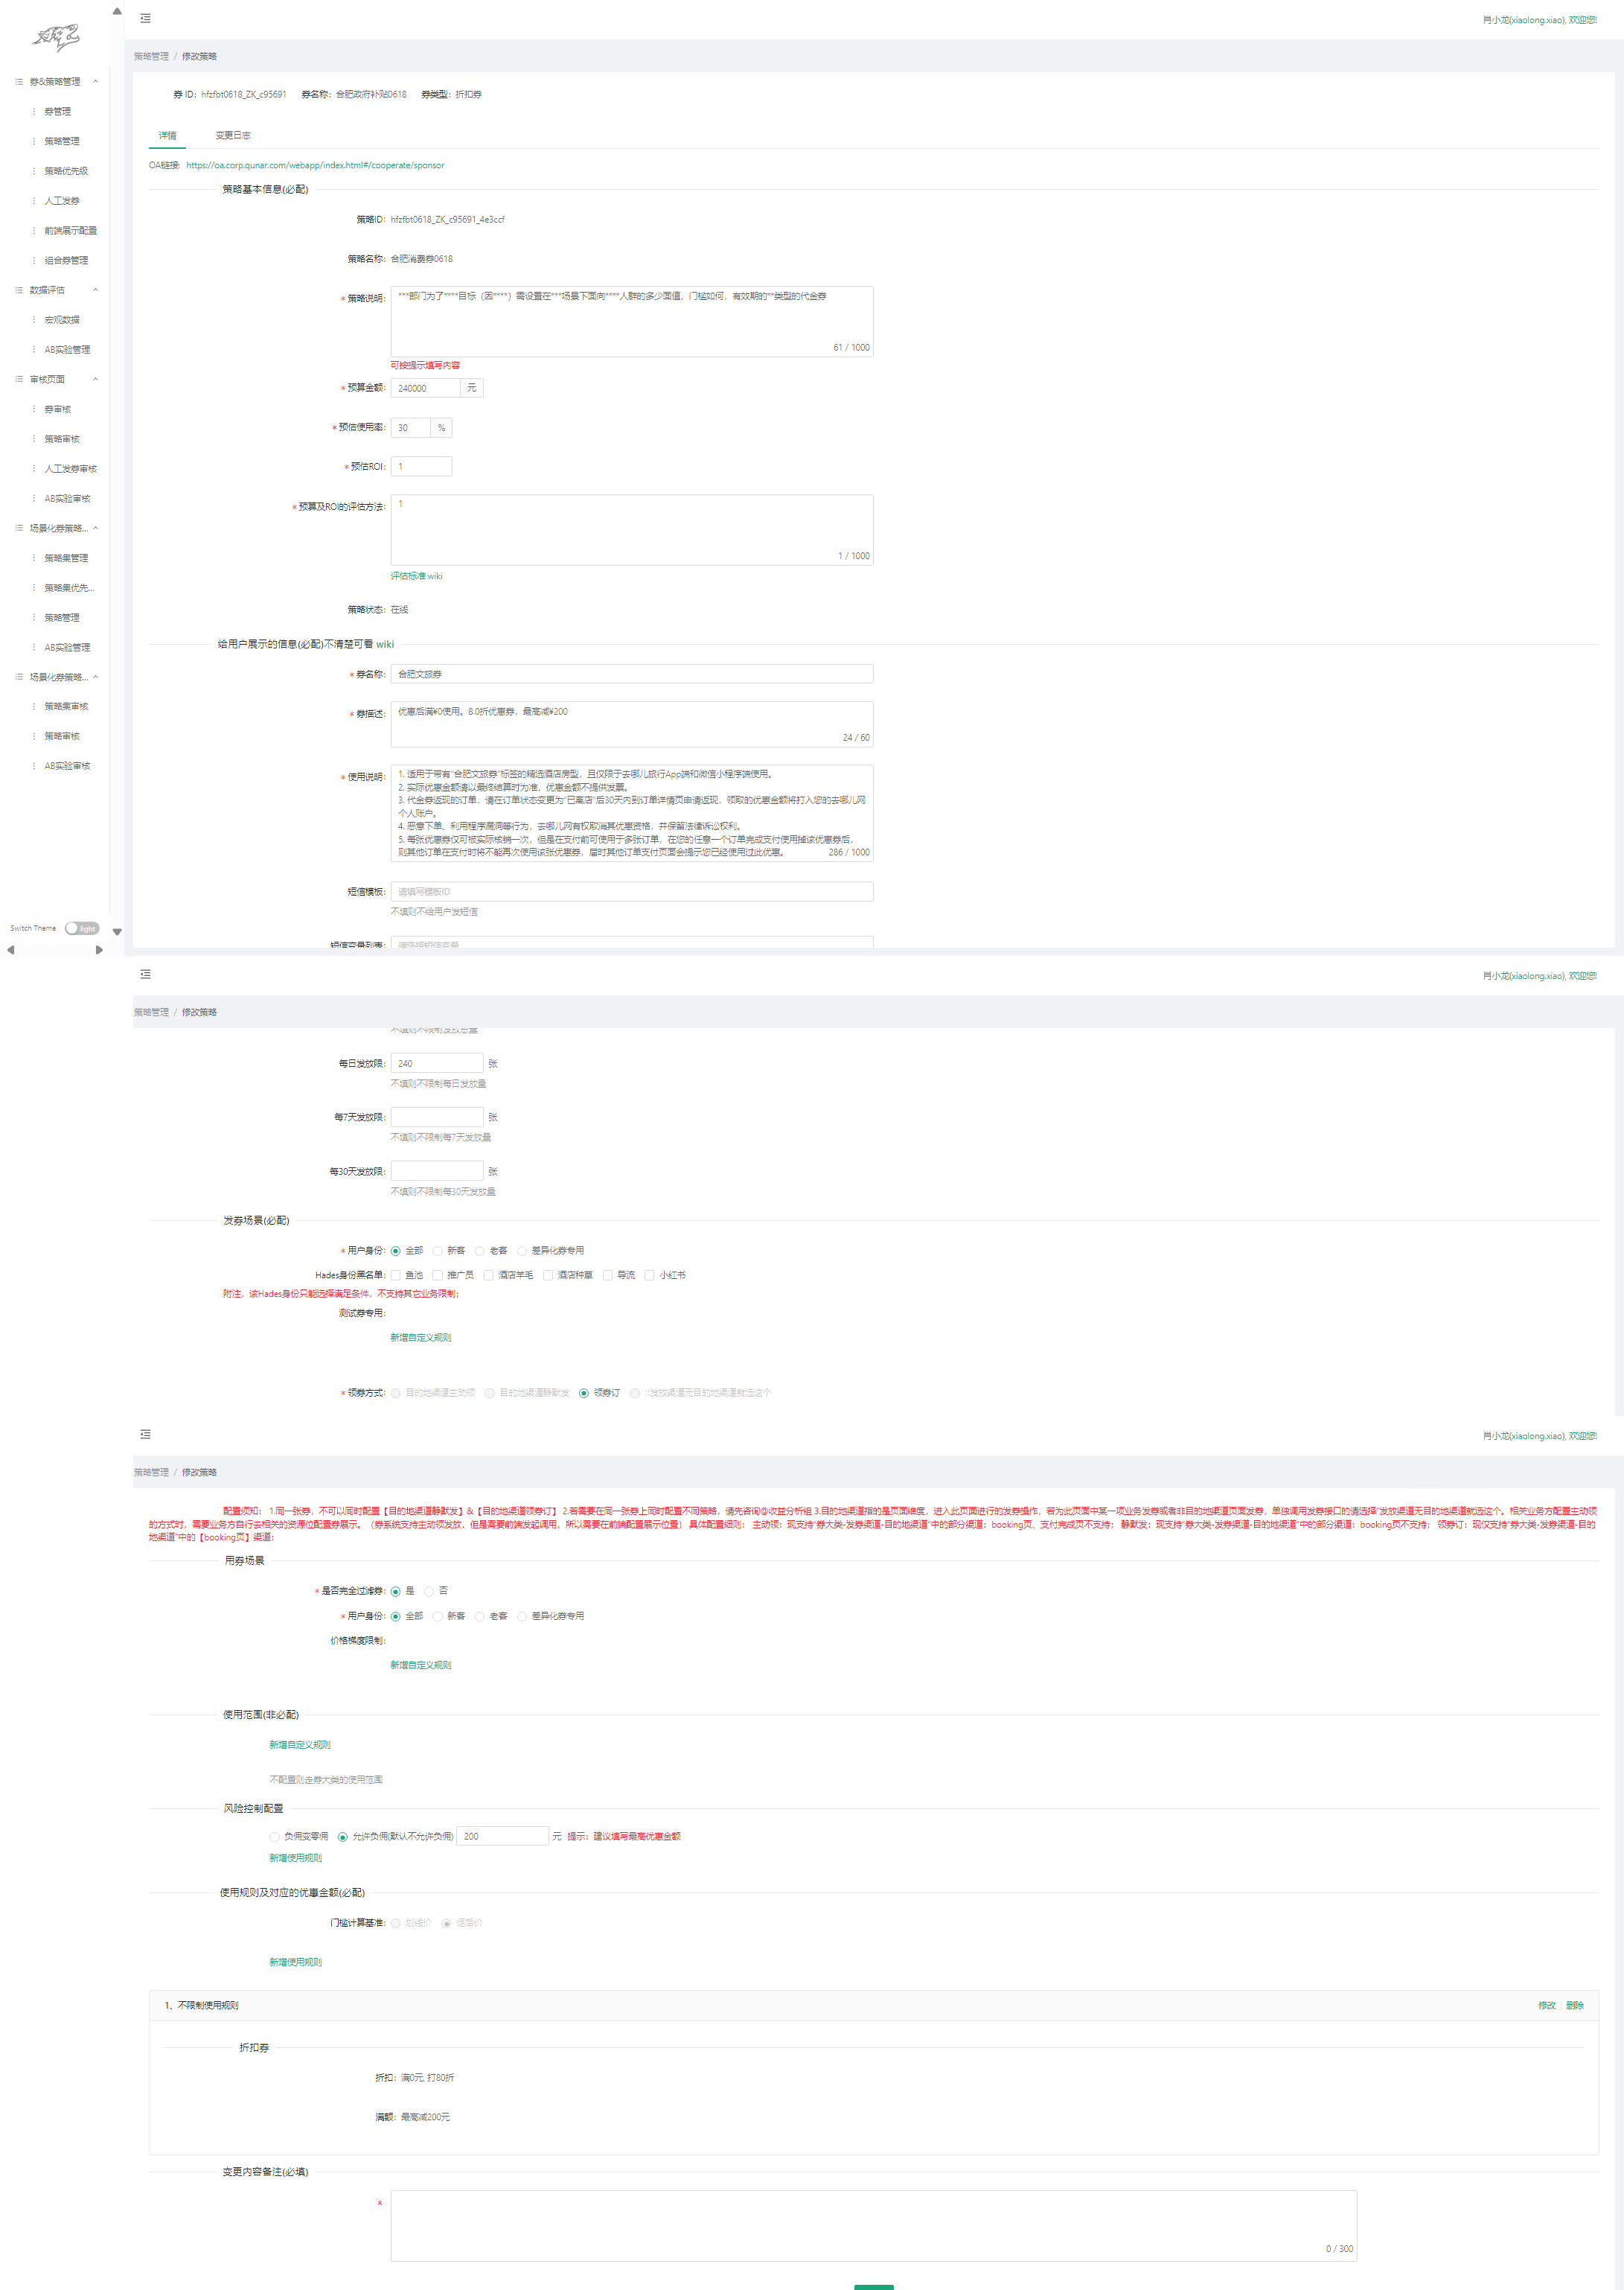 肖小龙(xiaolong.xiao), 欢迎您!
策略管理 / 修改策略
券&策略管理
券管理
策略管理
策略优先级
人工发券
前端展示配置
组合券管理
数据评估
宏观数据
AB实验管理
审核页面
券审核
策略审核
人工发券审核
AB实验审核
场景化券策略...
策略集管理
策略集优先...
策略管理
AB实验管理
场景化券策略...
策略集审核
策略审核
AB实验审核
Switch Theme light
券 ID: hfzfbt0618_ZK_c95691 券名称: 合肥政府补贴0618 券类型: 折扣券
详情 变更日志
OA链接: https://oa.corp.qunar.com/webapp/index.html#/cooperate/sponsor
策略基本信息(必配)
策略ID: hfzfbt0618_ZK_c95691_4e3ccf
策略名称: 合肥消费券0618
* 策略说明: ***部门为了****目标（因****）需设置在***场景下面向****人群的多少面值，门槛如何，有效期的**类型的代金券
61 / 1000
可按提示填写内容
* 预算金额: 240000 元
* 预估使用率: 30 %
* 预估ROI: 1
* 预算及ROI的评估方法: 1
1 / 1000
评估标准 wiki
策略状态: 在线
给用户展示的信息(必配)不清楚可看 wiki
* 券名称: 合肥文旅券
* 券描述: 优惠后满¥0使用。8.0折优惠券，最高减¥200
24 / 60
* 使用说明: 1. 适用于带有“合肥文旅券”标签的精选酒店房型，且仅限于去哪儿旅行App端和微信小程序端使用。
2. 实际优惠金额请以最终结算时为准，优惠金额不提供发票。
3. 代金券返现的订单，请在订单状态变更为“已离店”后30天内到订单详情页申请返现，领取的优惠金额将打入您的去哪儿网
个人账户。
4. 恶意下单、利用程序漏洞等行为，去哪儿网有权取消其优惠资格，并保留法律诉讼权利。
5. 每张优惠券仅可被实际核销一次，但是在支付前可使用于多张订单，在您的任意一个订单完成支付使用掉该优惠券后，
则其他订单在支付时将不能再次使用该张优惠券，届时其他订单支付页面会提示您已经使用过此优惠。 286 / 1000
短信模板: 请填写模板ID
不填则不给用户发短信
短信变量列表: 请选择短信变量
肖小龙(xiaolong.xiao), 欢迎您!
策略管理 / 修改策略
不填则不限制发放总量
每日发放限: 240 张
不填则不限制每日发放量
每7天发放限: 张
不填则不限制每7天发放量
每30天发放限: 张
不填则不限制每30天发放量
发券场景(必配)
* 用户身份: 全部 新客 老客 差异化券专用
Hades身份黑名单: 鱼池 推广员 酒店羊毛 酒店种草 导流 小红书
附注，该Hades身份只能选择满足条件，不支持其它业务限制;
测试券专用:
新增自定义规则
* 领券方式: 目的地渠道主动领 目的地渠道静默发 领券订 !!发放渠道无目的地渠道就选这个
肖小龙(xiaolong.xiao), 欢迎您!
策略管理 / 修改策略
配置须知： 1.同一张券，不可以同时配置【目的地渠道静默发】&【目的地渠道领券订】 2.若需要在同一张券上同时配置不同策略，请先咨询@收益分析组 3.目的地渠道指的是页面维度，进入此页面进行的发券操作，若为此页面中某一项业务发券或者非目的地渠道页面发券，单独调用发券接口的请选择“发放渠道无目的地渠道就选这个。相关业务方配置主动领
的方式时，需要业务方自行去相关的资源位配置券展示。（券系统支持主动领发放，但是需要前端发起调用，所以需要在前端配置展示位置） 具体配置细则： 主动领：现支持“券大类-发券渠道-目的地渠道”中的部分渠道；booking页、支付完成页不支持； 静默发：现支持“券大类-发券渠道-目的地渠道”中的部分渠道；booking页不支持； 领券订：现仅支持“券大类-发券渠道-目的
地渠道”中的【booking页】渠道;
用券场景
* 是否完全过滤券: 是 否
* 用户身份: 全部 新客 老客 差异化券专用
价格梯度限制:
新增自定义规则
使用范围(非必配)
新增自定义规则
不配置则走券大类的使用范围
风险控制配置
负佣变零佣 允许负佣(默认不允许负佣) 200 元 提示：建议填写最高优惠金额
新增使用规则
使用规则及对应的优惠金额(必配)
门槛计算基准: 划线价 促后价
新增使用规则
1、不限制使用规则 修改 删除
折扣券
折扣: 满0元, 打80折
满额: 最高减200元
变更内容备注(必填)
*
0 / 300